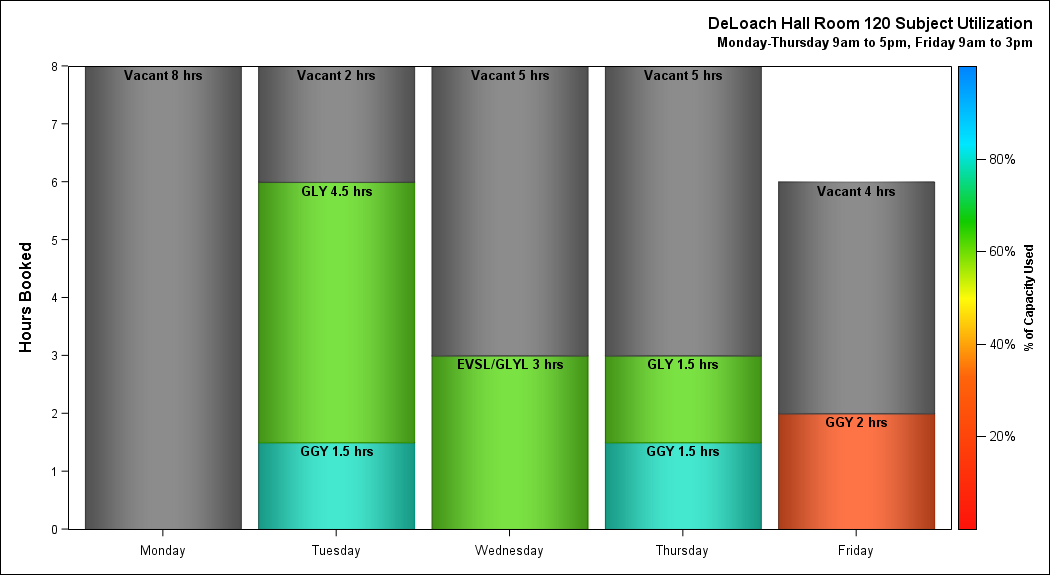 DeLoach Hall Room 120 Subject Utilization
Monday-Thursday 9am to 5pm, Friday 9am to 3pm
Hours Booked
8
7
6
5
4
3
2
1
0
Vacant 8 hrs
Vacant 2 hrs
GLY 4.5 hrs
GGY 1.5 hrs
Vacant 5 hrs
EVSL/GLYL 3 hrs
Vacant 5 hrs
GLY 1.5 hrs
GGY 1.5 hrs
Vacant 4 hrs
GGY 2 hrs
Monday
Tuesday
Wednesday
Thursday
Friday
80%
60%
40%
20%
% of Capacity Used